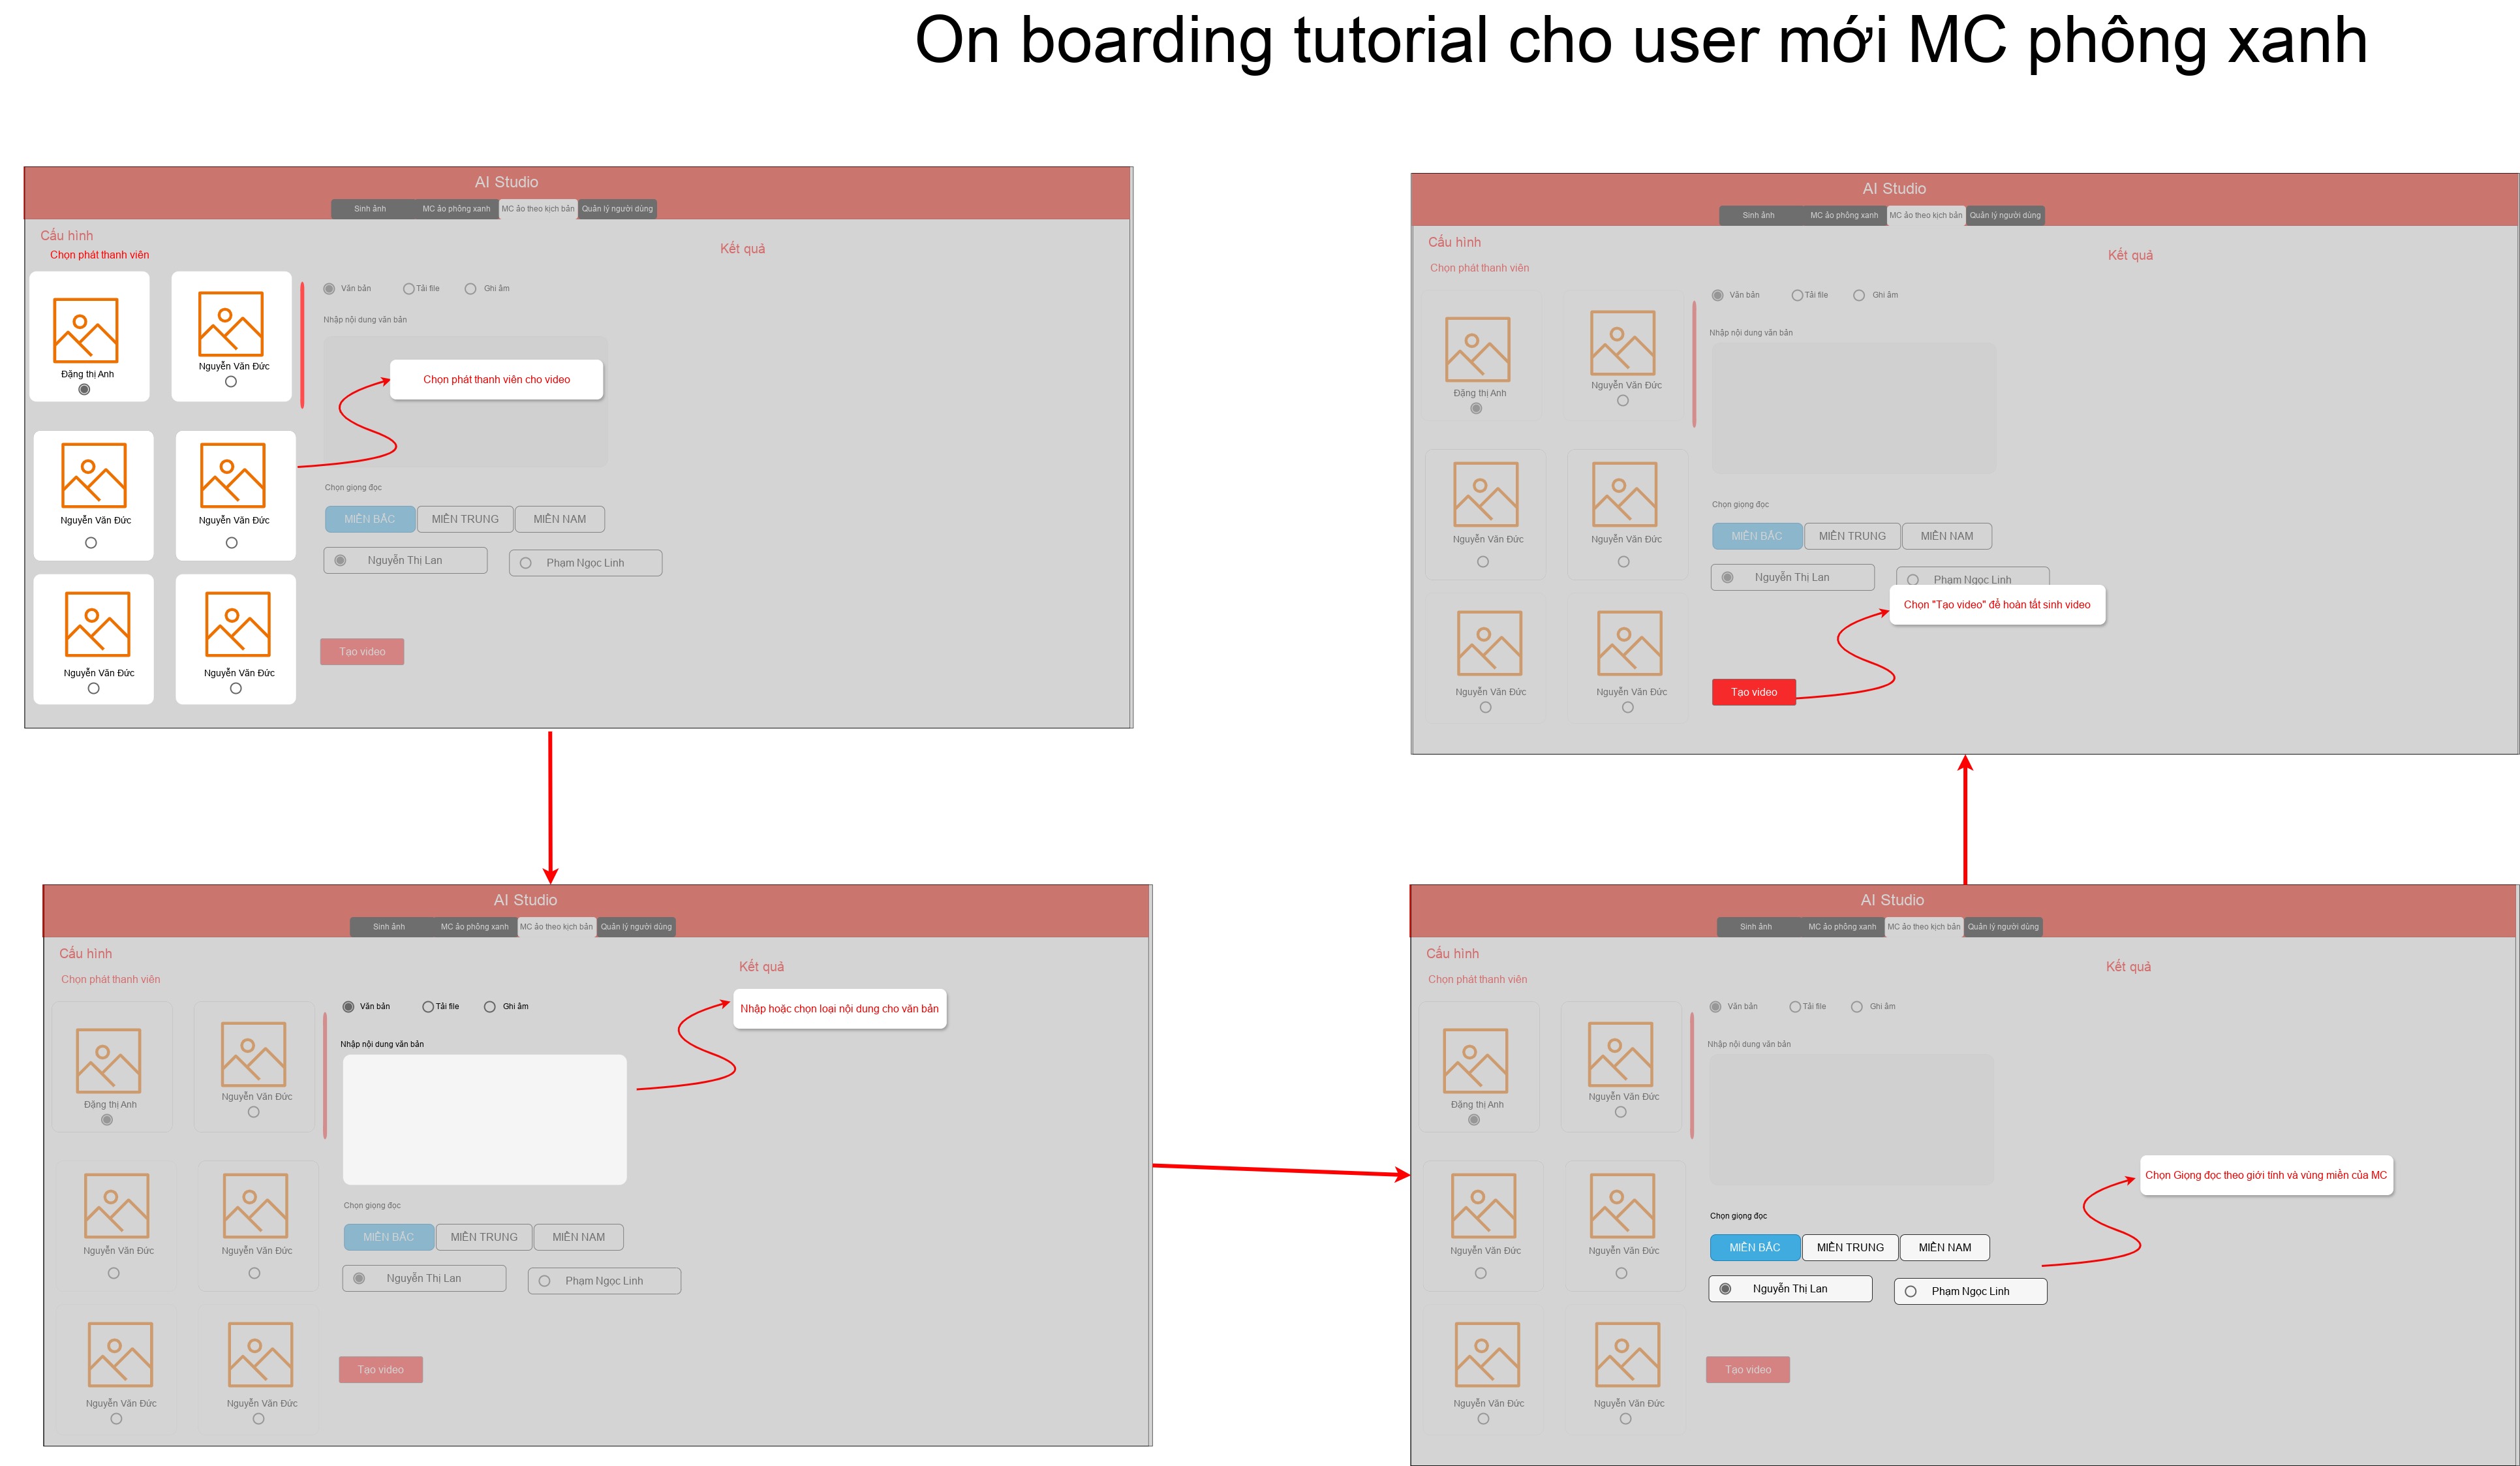 On boarding tutorial cho user mới MC phông xanh
AI Studio
Sinh ảnh MC ảo phông xanh MC ảo theo kịch bản Quản lý người dùng
Cấu hình
Chọn phát thanh viên
Kết quả
Văn bản Tải file Ghi âm
Nhập nội dung văn bản
Đặng thị Anh
Nguyễn Văn Đức
Chọn phát thanh viên cho video
Chọn giọng đọc
MIỀN BẮC MIỀN TRUNG MIỀN NAM
Nguyễn Văn Đức
Nguyễn Văn Đức
Nguyễn Thị Lan
Phạm Ngọc Linh
Tạo video
Nguyễn Văn Đức
Nguyễn Văn Đức
AI Studio
Sinh ảnh MC ảo phông xanh MC ảo theo kịch bản Quản lý người dùng
Cấu hình
Chọn phát thanh viên
Kết quả
Văn bản Tải file Ghi âm
Nhập nội dung văn bản
Đặng thị Anh
Nguyễn Văn Đức
Chọn giọng đọc
MIỀN BẮC MIỀN TRUNG MIỀN NAM
Nguyễn Văn Đức
Nguyễn Văn Đức
Nguyễn Thị Lan
Phạm Ngọc Linh
Chọn "Tạo video" để hoàn tất sinh video
Tạo video
Nguyễn Văn Đức
Nguyễn Văn Đức
AI Studio
Sinh ảnh MC ảo phông xanh MC ảo theo kịch bản Quản lý người dùng
Cấu hình
Chọn phát thanh viên
Kết quả
Văn bản Tải file Ghi âm
Nhập hoặc chọn loại nội dung cho văn bản
Nhập nội dung văn bản
Đặng thị Anh
Nguyễn Văn Đức
Chọn giọng đọc
MIỀN BẮC MIỀN TRUNG MIỀN NAM
Nguyễn Văn Đức
Nguyễn Văn Đức
Nguyễn Thị Lan
Phạm Ngọc Linh
Tạo video
Nguyễn Văn Đức
Nguyễn Văn Đức
AI Studio
Sinh ảnh MC ảo phông xanh MC ảo theo kịch bản Quản lý người dùng
Cấu hình
Chọn phát thanh viên
Kết quả
Văn bản Tải file Ghi âm
Nhập nội dung văn bản
Đặng thị Anh
Nguyễn Văn Đức
Chọn Giọng đọc theo giới tính và vùng miền của MC
Chọn giọng đọc
MIỀN BẮC MIỀN TRUNG MIỀN NAM
Nguyễn Văn Đức
Nguyễn Văn Đức
Nguyễn Thị Lan
Phạm Ngọc Linh
Tạo video
Nguyễn Văn Đức
Nguyễn Văn Đức